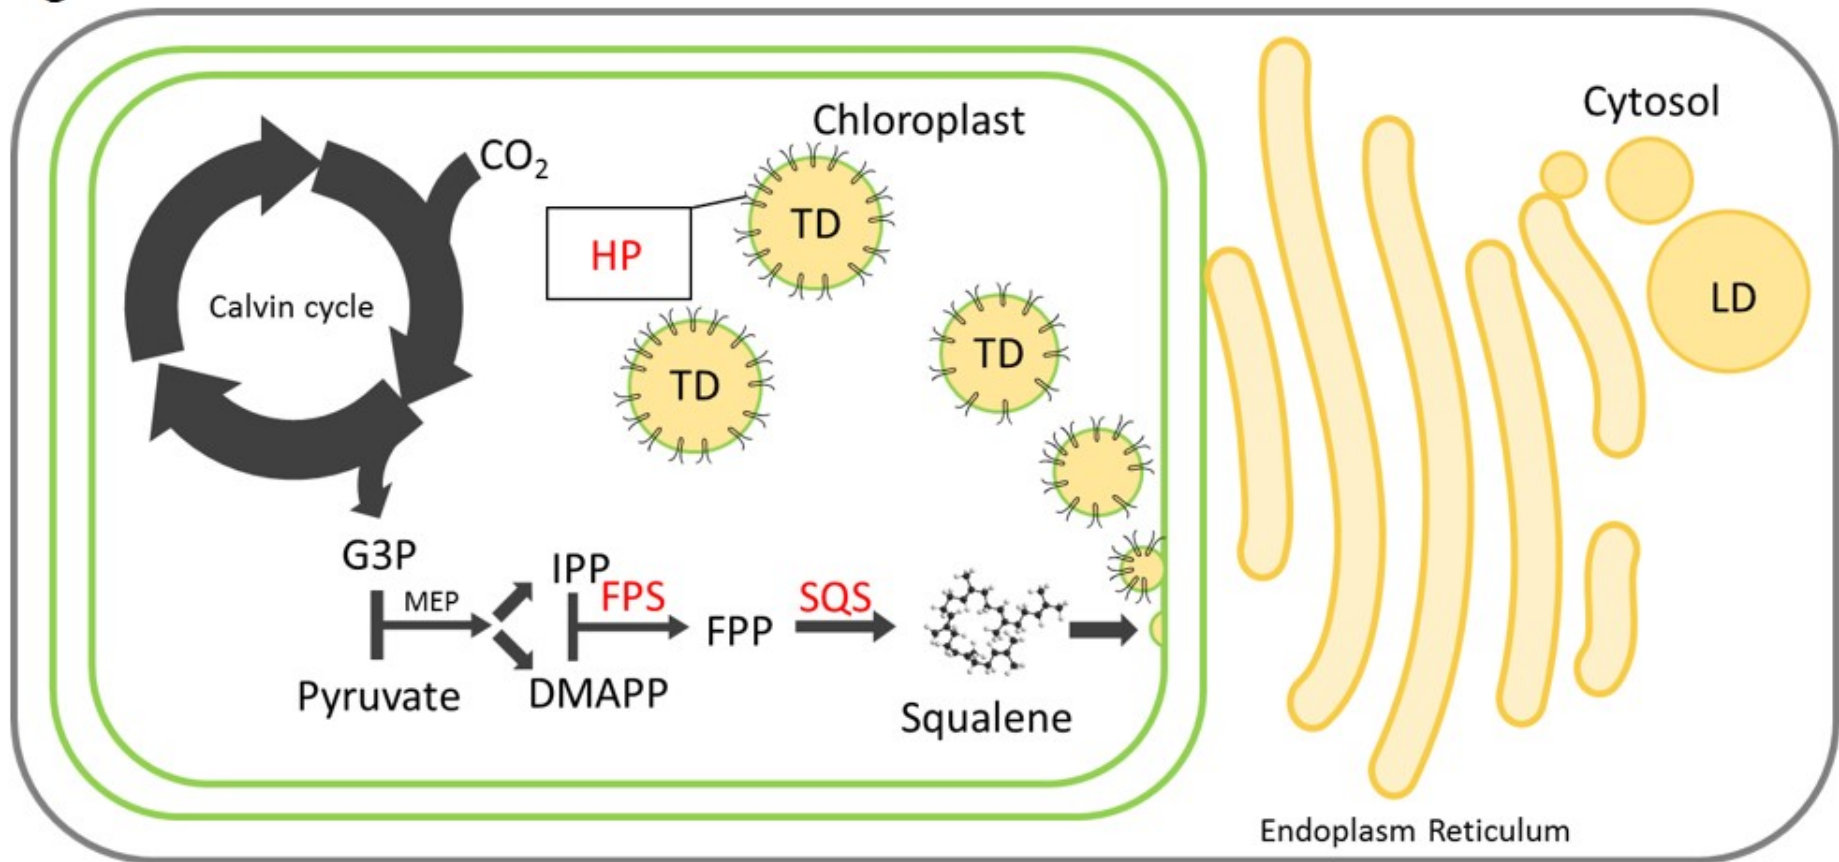 Chloroplast
Cytosol
CO2
TD
HP
Calvin cycle
LD
TD
TD
G3P
IPP
MEP
FPS
SQS
FPP
Pyruvate
DMAPP
Squalene
Endoplasm Reticulum